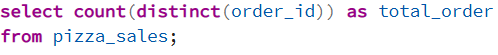 select count(distinct(order_id)) as total_order
from pizza_sales;